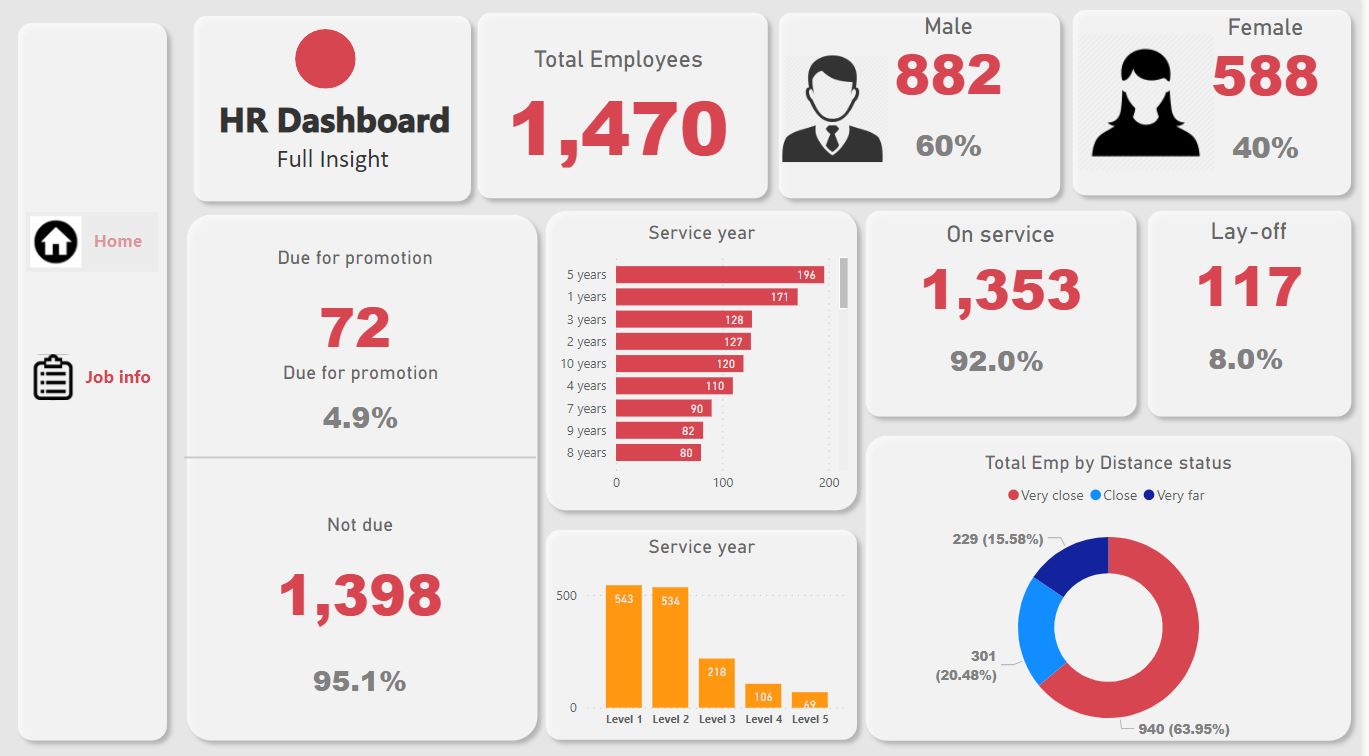 HR Dashboard
Full Insight
Total Employees
1,470
Male
882
60%
Female
588
40%
Home
Job info
Due for promotion
72
Due for promotion
4.9%
Not due
1,398
95.1%
Service year
5 years 196
1 years 171
3 years 128
2 years 127
10 years 120
4 years 110
7 years 90
9 years 82
8 years 80
0 100 200
Service year
500
0
543 534 218 106 69
Level 1 Level 2 Level 3 Level 4 Level 5
On service
1,353
92.0%
Lay-off
117
8.0%
Total Emp by Distance status
Very close Close Very far
229 (15.58%)
301
(20.48%)
940 (63.95%)